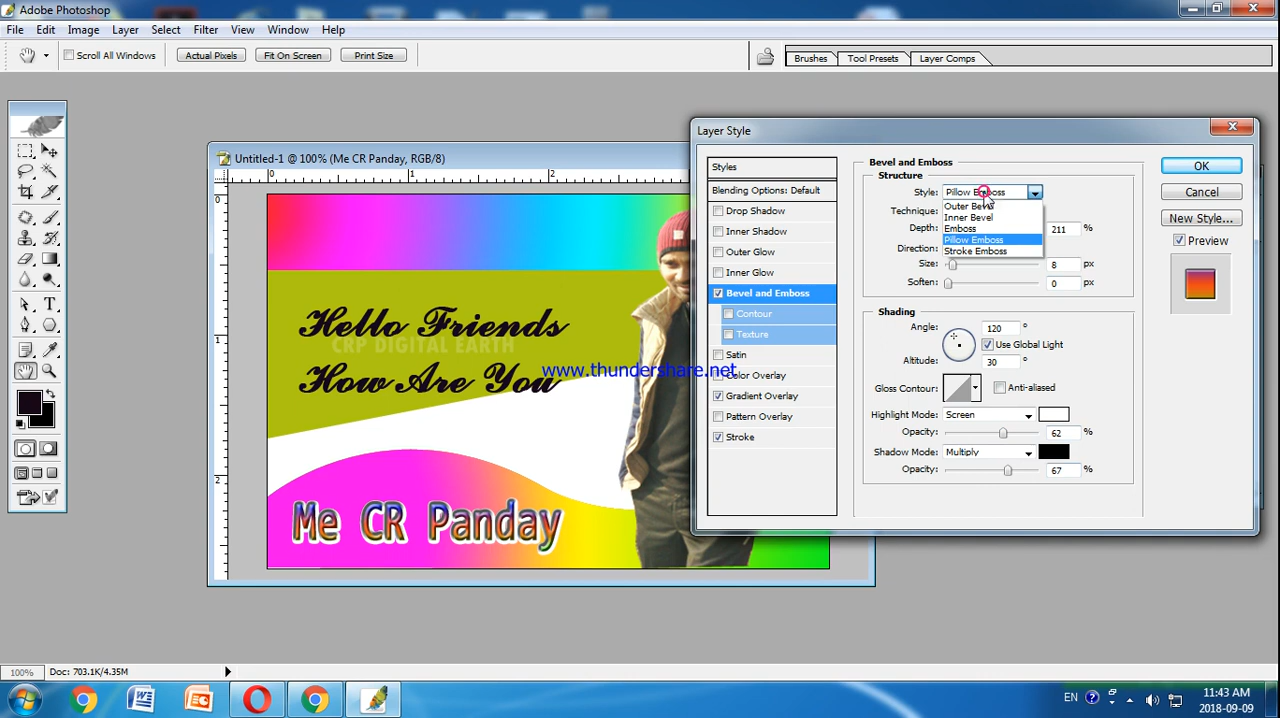 Adobe Photoshop
File Edit Image Layer Select Filter View Window Help
Scroll All Windows Actual Pixels Fit On Screen Print Size Brushes Tool Presets Layer Comps
Untitled-1 @ 100% (Me CR Panday, RGB/8)
0 1 2
0
1
2
Hello Friends
CRP DIGITAL EARTH
How Are You
www.thundershare.net
Me CR Panday
Layer Style
Styles
Blending Options: Default
Drop Shadow
Inner Shadow
Outer Glow
Inner Glow
Bevel and Emboss
Contour
Texture
Satin
Color Overlay
Gradient Overlay
Pattern Overlay
Stroke
Bevel and Emboss
Structure
Style: Pillow Emboss
Outer Bevel
Inner Bevel
Emboss
Pillow Emboss
Stroke Emboss
Technique:
Depth: 211 %
Direction:
Size: 8 px
Soften: 0 px
Shading
Angle: 120 °
Use Global Light
Altitude: 30 °
Gloss Contour: Anti-aliased
Highlight Mode: Screen
Opacity: 62 %
Shadow Mode: Multiply
Opacity: 67 %
OK
Cancel
New Style...
Preview
100% Doc: 703.1K/4.35M
EN 11:43 AM
2018-09-09